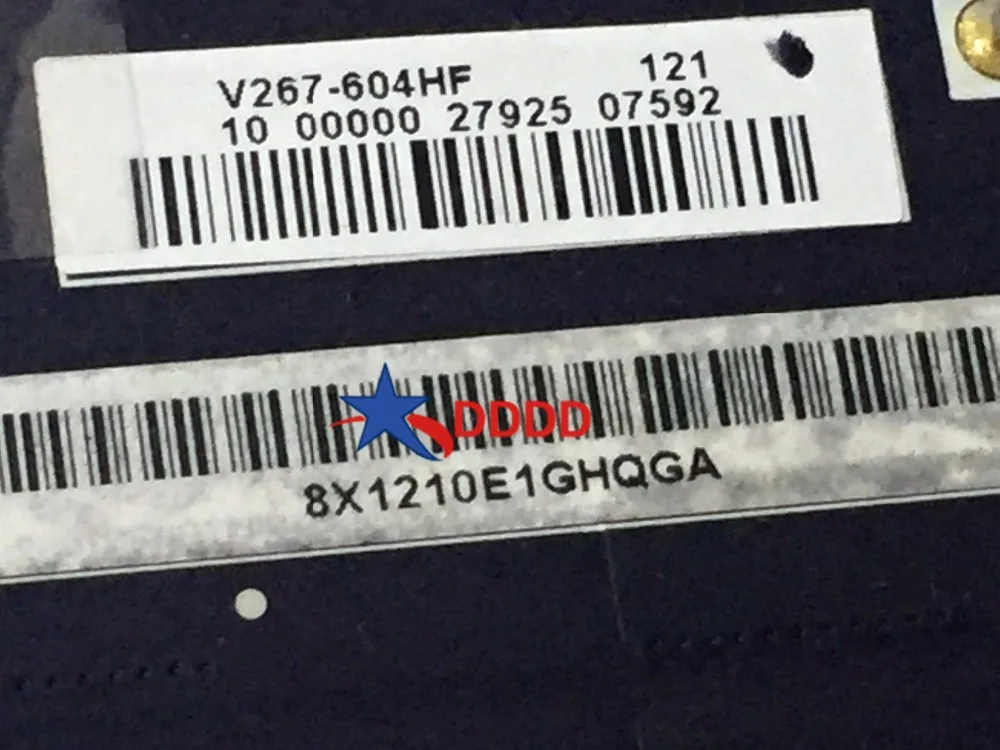 V267-604HF 121
10 00000 27925 07592
DDDD
8X1210E1GHQGA